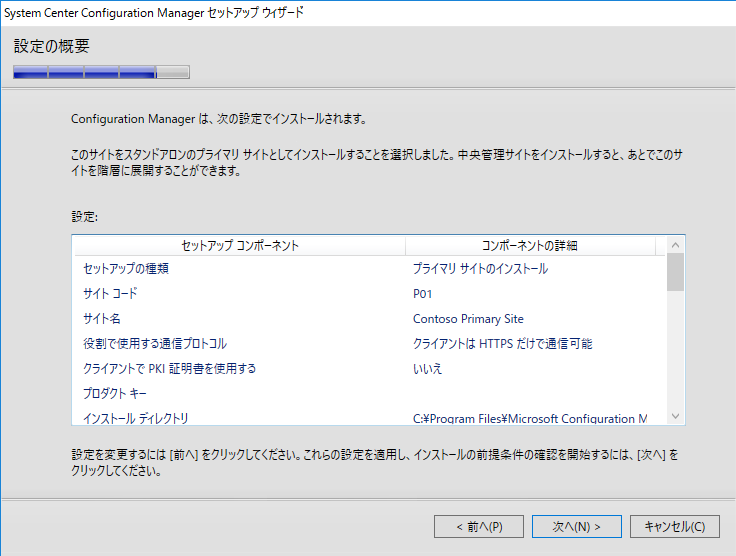 System Center Configuration Manager セットアップ ウィザード
設定の概要
Configuration Manager は、次の設定でインストールされます。
このサイトをスタンドアロンのプライマリ サイトとしてインストールすることを選択しました。中央管理サイトをインストールすると、あとでこのサ
イトを階層に展開することができます。
設定:
セットアップ コンポーネント コンポーネントの詳細
セットアップの種類 プライマリ サイトのインストール
サイト コード P01
サイト名 Contoso Primary Site
役割で使用する通信プロトコル クライアントは HTTPS だけで通信可能
クライアントで PKI 証明書を使用する いいえ
プロダクト キー
インストール ディレクトリ C:¥Program Files¥Microsoft Configuration M
設定を変更するには [前へ] をクリックしてください。これらの設定を適用し、インストールの前提条件の確認を開始するには、[次へ] を
クリックしてください。
< 前へ(P) 次へ(N) > キャンセル(C)